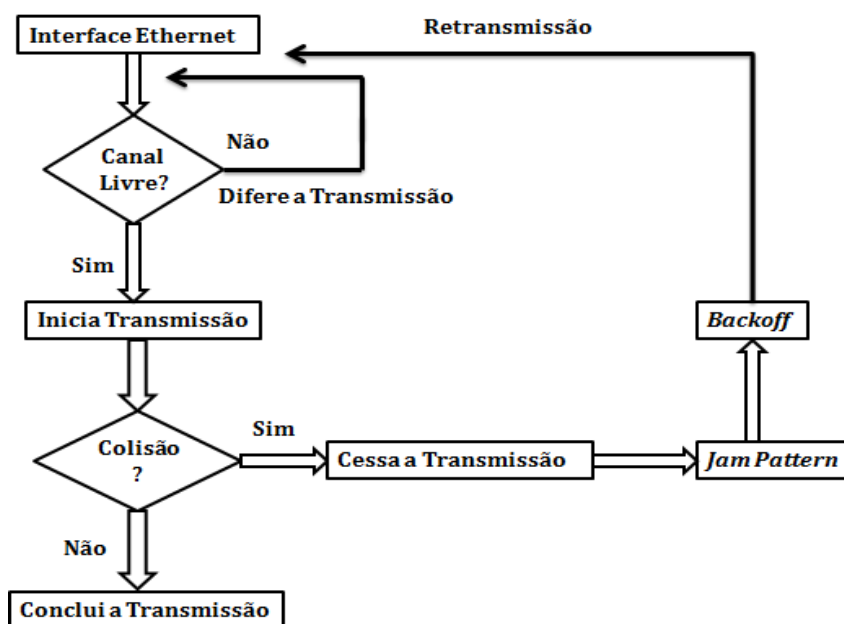 Interface Ethernet
Retransmissão
Canal
Livre?
Não
Difere a Transmissão
Sim
Inicia Transmissão
Backoff
Colisão
?
Sim
Cessa a Transmissão
Jam Pattern
Não
Conclui a Transmissão